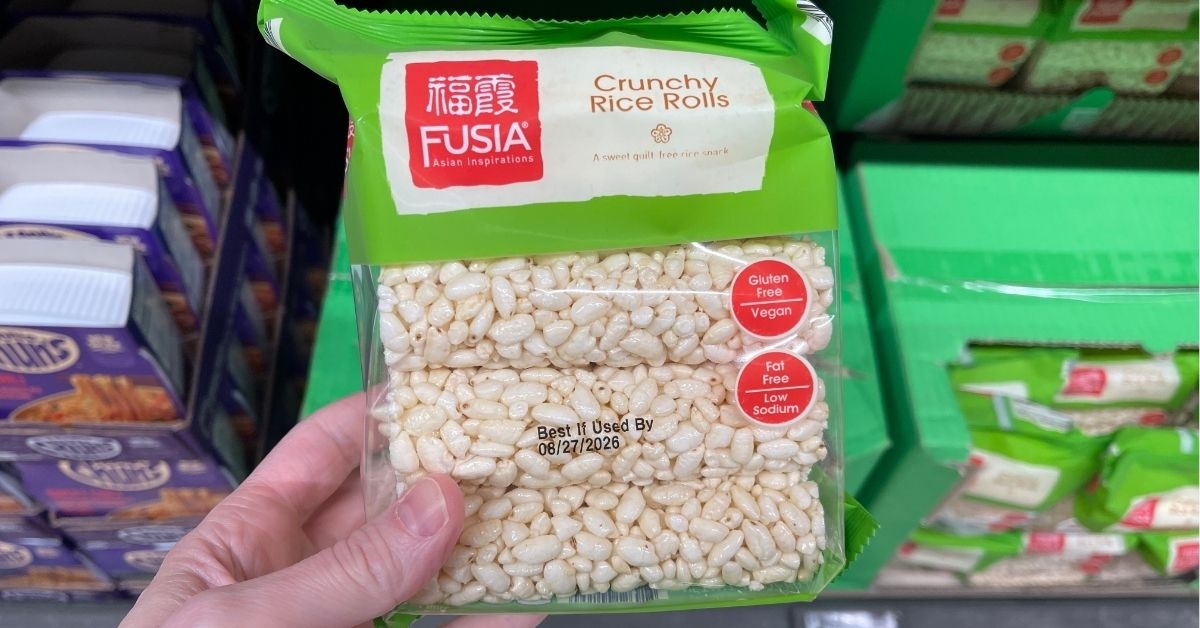 福霞
FUSIA®
Asian Inspirations
Crunchy
Rice Rolls
A sweet guilt-free rice snack
Gluten
Free
Vegan
Fat
Free
Low
Sodium
Best If Used By
08/27/2026